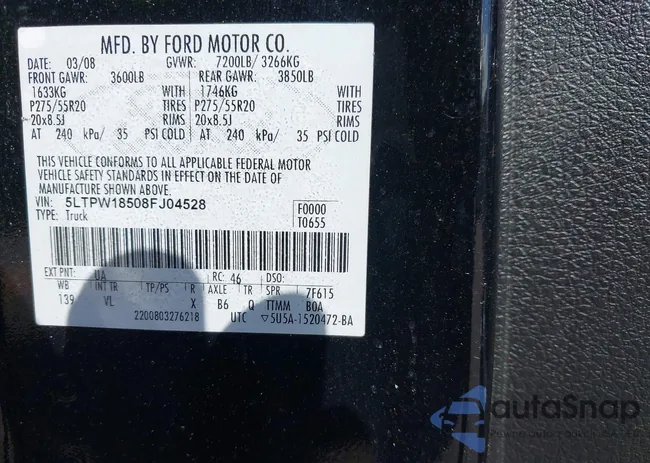 MFD. BY FORD MOTOR CO.
DATE: 03/08 GVWR: 7200LB/ 3266KG
FRONT GAWR: 3600LB REAR GAWR: 3850LB
1633KG WITH 1746KG WITH
P275/55R20 TIRES P275/55R20 TIRES
20x8.5J RIMS 20x8.5J RIMS
AT 240 kPa/ 35 PSI COLD AT 240 kPa/ 35 PSI COLD
THIS VEHICLE CONFORMS TO ALL APPLICABLE FEDERAL MOTOR
VEHICLE SAFETY STANDARDS IN EFFECT ON THE DATE OF
MANUFACTURE SHOWN ABOVE.
VIN: 5LTPW18508FJ04528 F0000
TYPE: Truck T0655
EXT PNT: UA RC: 46 DSO:
WB INT TR TP/PS R AXLE TR SPR 7F615
139 VL X B6 Q TTMM BOA
2200803276218 UTC ▽5U5A-1520472-BA
autoSnap